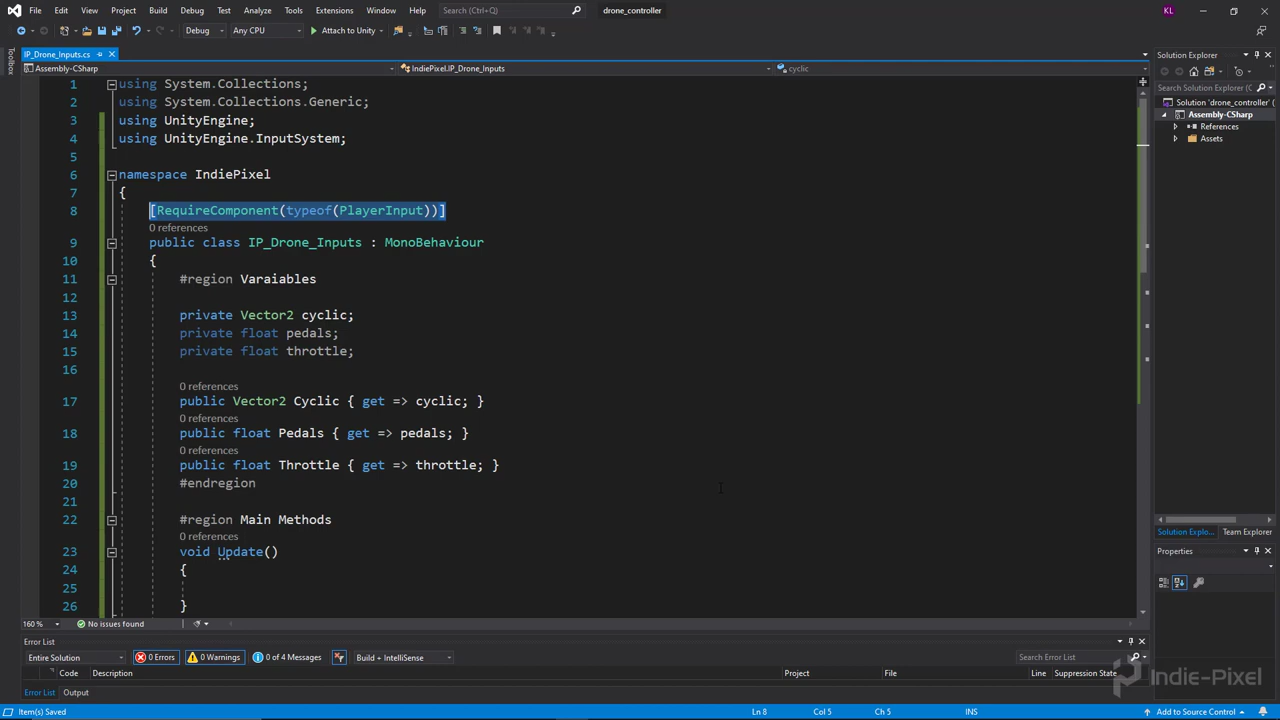 File Edit View Project Build Debug Test Analyze Tools Extensions Window Help Search (Ctrl+Q) drone_controller KL
Debug Any CPU Attach to Unity
Toolbox
IP_Drone_Inputs.cs
Assembly-CSharp IndiePixel.IP_Drone_Inputs cyclic
1 using System.Collections;
2 using System.Collections.Generic;
3 using UnityEngine;
4 using UnityEngine.InputSystem;
5
6 namespace IndiePixel
7 {
8 [RequireComponent(typeof(PlayerInput))]
0 references
9 public class IP_Drone_Inputs : MonoBehaviour
10 {
11 #region Varaiables
12
13 private Vector2 cyclic;
14 private float pedals;
15 private float throttle;
16
0 references
17 public Vector2 Cyclic { get => cyclic; }
0 references
18 public float Pedals { get => pedals; }
0 references
19 public float Throttle { get => throttle; }
20 #endregion
21
22 #region Main Methods
0 references
23 void Update()
24 {
25
26 }
160 % No issues found
Solution Explorer
Search Solution Explorer (C
Solution 'drone_controller' (
Assembly-CSharp
References
Assets
Solution Explo... Team Explorer
Properties
Error List
Entire Solution 0 Errors 0 Warnings 0 of 4 Messages Build + IntelliSense Search Error List
Code Description Project File Line Suppression State
Error List Output
Indie-Pixel
Item(s) Saved Ln 8 Col 5 Ch 5 INS Add to Source Control